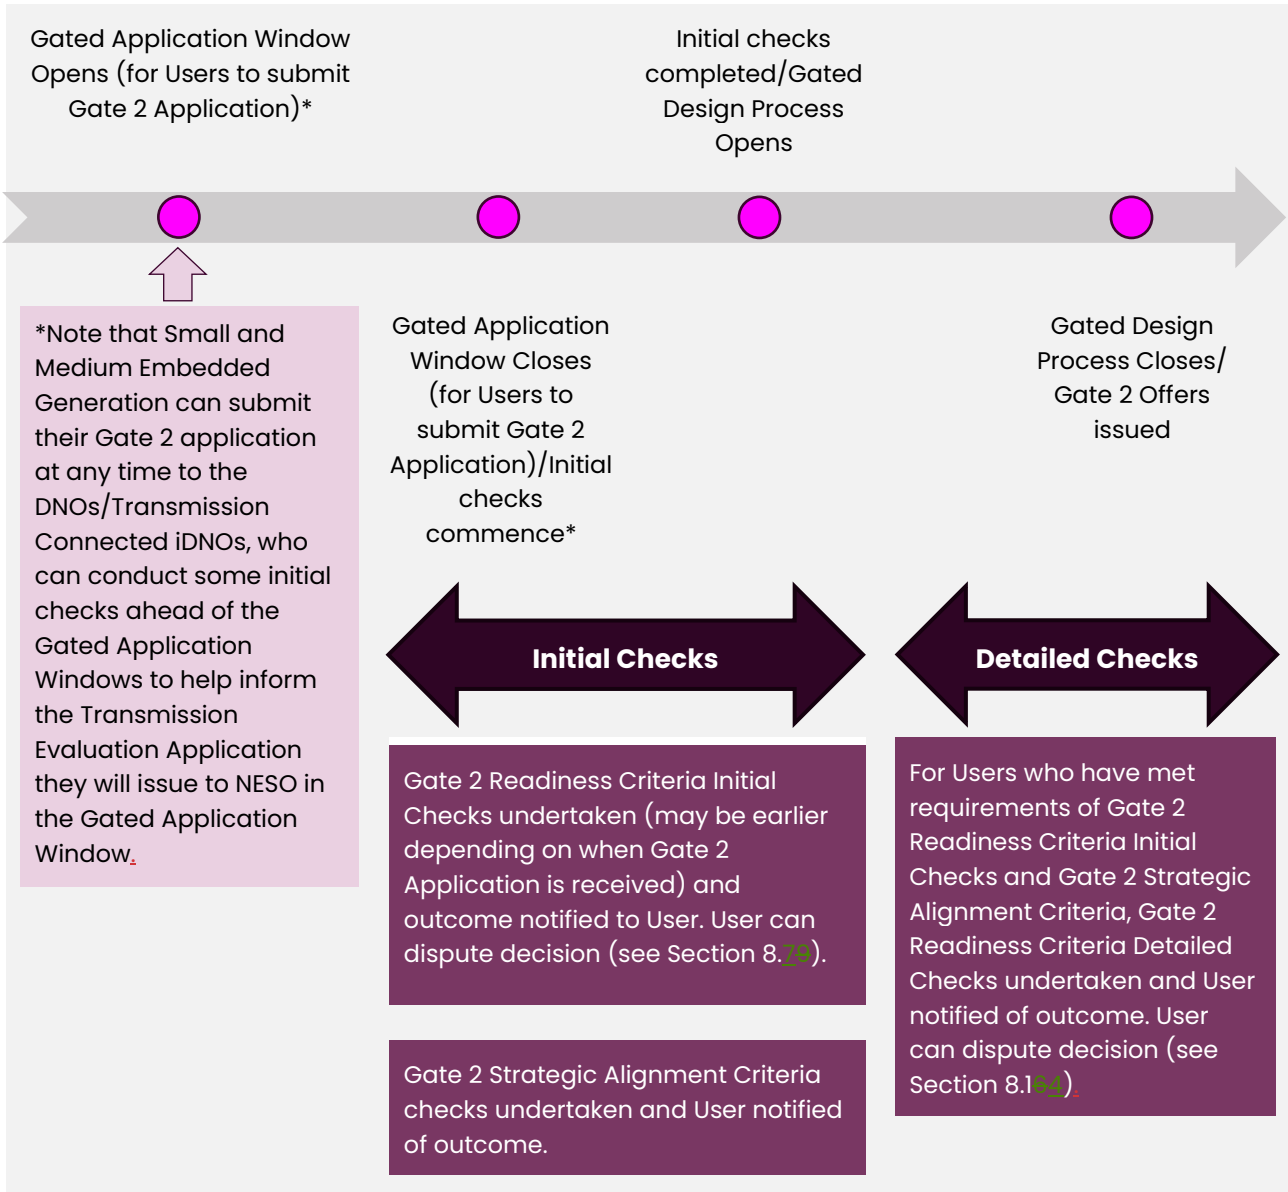 Gated Application Window
Opens (for Users to submit
Gate 2 Application)*
Initial checks
completed/Gated
Design Process
Opens
*Note that Small and
Medium Embedded
Generation can submit
their Gate 2 application
at any time to the
DNOs/Transmission
Connected iDNOs, who
can conduct some initial
checks ahead of the
Gated Application
Windows to help inform
the Transmission
Evaluation Application
they will issue to NESO in
the Gated Application
Window.
Gated Application
Window Closes
(for Users to
submit Gate 2
Application)/Initial
checks
commence*
Gated Design
Process Closes/
Gate 2 Offers
issued
Initial Checks
Detailed Checks
Gate 2 Readiness Criteria Initial
Checks undertaken (may be earlier
depending on when Gate 2
Application is received) and
outcome notified to User. User can
dispute decision (see Section 8.79).
Gate 2 Strategic Alignment Criteria
checks undertaken and User notified
of outcome.
For Users who have met
requirements of Gate 2
Readiness Criteria Initial
Checks and Gate 2 Strategic
Alignment Criteria, Gate 2
Readiness Criteria Detailed
Checks undertaken and User
notified of outcome. User
can dispute decision (see
Section 8.164).